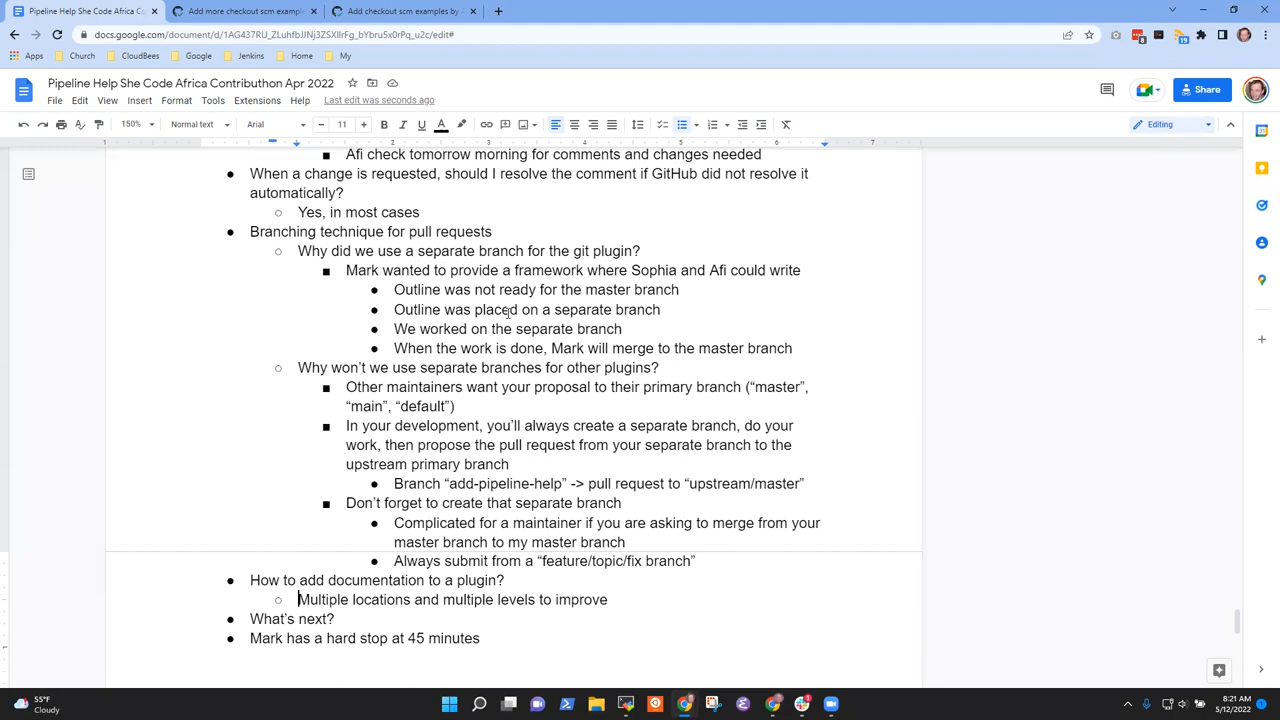 Pipeline Help She Code Africa Co
Add more checkout scm exampl
Add checkout scm examples by A
docs.google.com/document/d/1AG437RU_ZLuhfbJJNj3ZSXIIrFg_bYbru5x0rPq_u2c/edit#
Apps
Church
CloudBees
Google
Jenkins
Home
My
Pipeline Help She Code Africa Contributhon Apr 2022
File Edit View Insert Format Tools Extensions Help Last edit was seconds ago
Share
150% Normal text Arial 11 Editing
1 2 3 4 5 6 7
Afi check tomorrow morning for comments and changes needed
When a change is requested, should I resolve the comment if GitHub did not resolve it
automatically?
Yes, in most cases
Branching technique for pull requests
Why did we use a separate branch for the git plugin?
Mark wanted to provide a framework where Sophia and Afi could write
Outline was not ready for the master branch
Outline was placed on a separate branch
We worked on the separate branch
When the work is done, Mark will merge to the master branch
Why won’t we use separate branches for other plugins?
Other maintainers want your proposal to their primary branch (“master”,
“main”, “default”)
In your development, you’ll always create a separate branch, do your
work, then propose the pull request from your separate branch to the
upstream primary branch
Branch “add-pipeline-help” -> pull request to “upstream/master”
Don’t forget to create that separate branch
Complicated for a maintainer if you are asking to merge from your
master branch to my master branch
Always submit from a “feature/topic/fix branch”
How to add documentation to a plugin?
Multiple locations and multiple levels to improve
What’s next?
Mark has a hard stop at 45 minutes
55°F
Cloudy
8:21 AM
5/12/2022